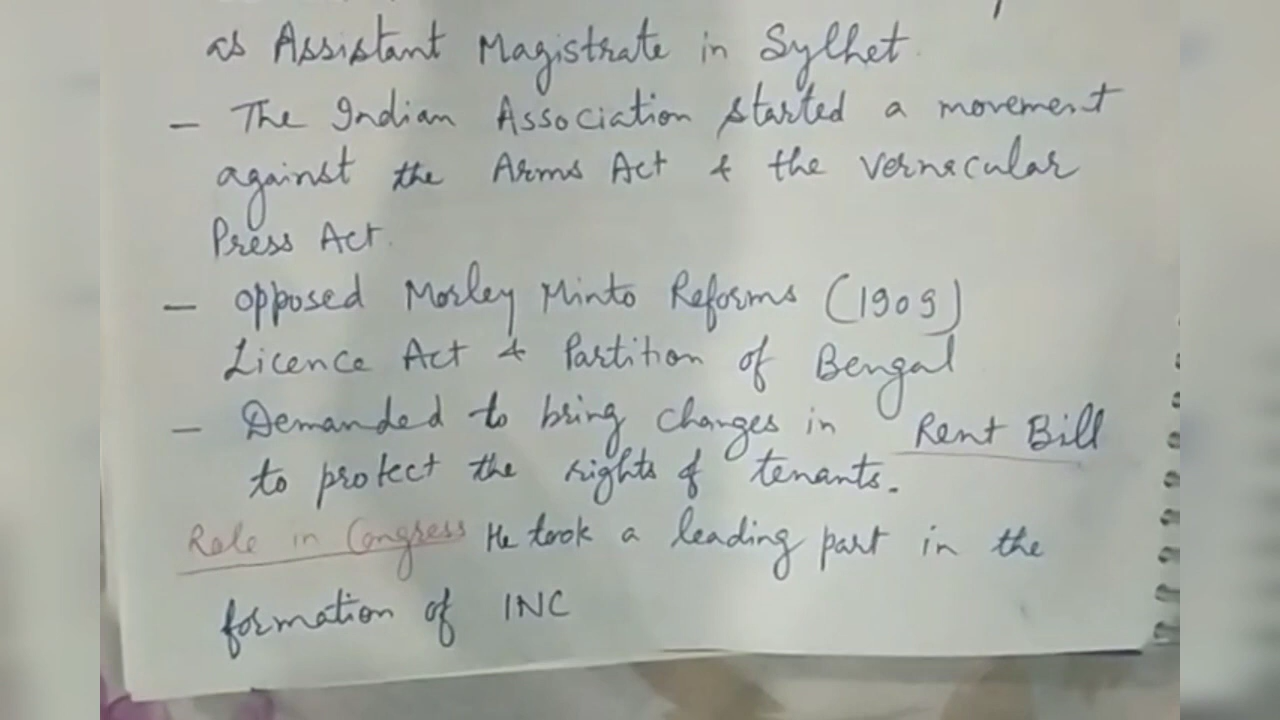 as Assistant Magistrate in Sylhet.
— The Indian Association started a movement
against the Arms Act & the Vernacular
Press Act.
— Opposed Morley Minto Reforms (1909)
Licence Act & Partition of Bengal
— Demanded to bring changes in Rent Bill
to protect the rights of tenants.
Role in Congress He took a leading part in the
formation of INC